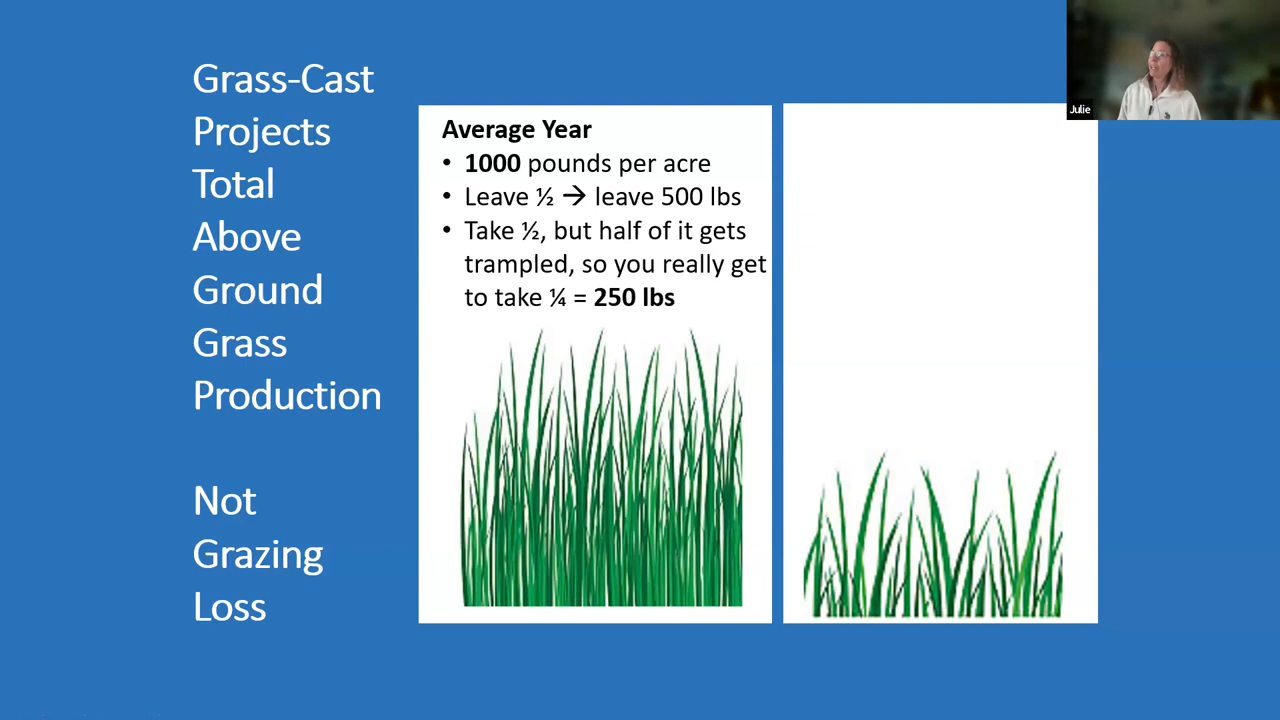 Grass-Cast
Projects
Total
Above
Ground
Grass
Production
Not
Grazing
Loss
Average Year
• 1000 pounds per acre
• Leave ½ → leave 500 lbs
• Take ½, but half of it gets
trampled, so you really get
to take ¼ = 250 lbs
Julie